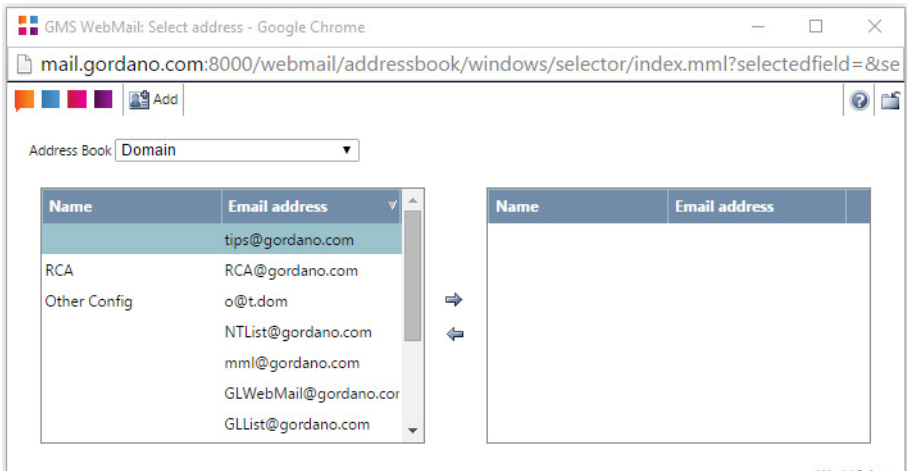 GMS WebMail: Select address - Google Chrome
mail.gordano.com:8000/webmail/addressbook/windows/selector/index.mml?selectedfield=&se
Add
Address Book Domain
Name Email address Name Email address
tips@gordano.com
RCA RCA@gordano.com
Other Config o@t.dom
NTList@gordano.com
mml@gordano.com
GLWebMail@gordano.cor
GLList@gordano.com